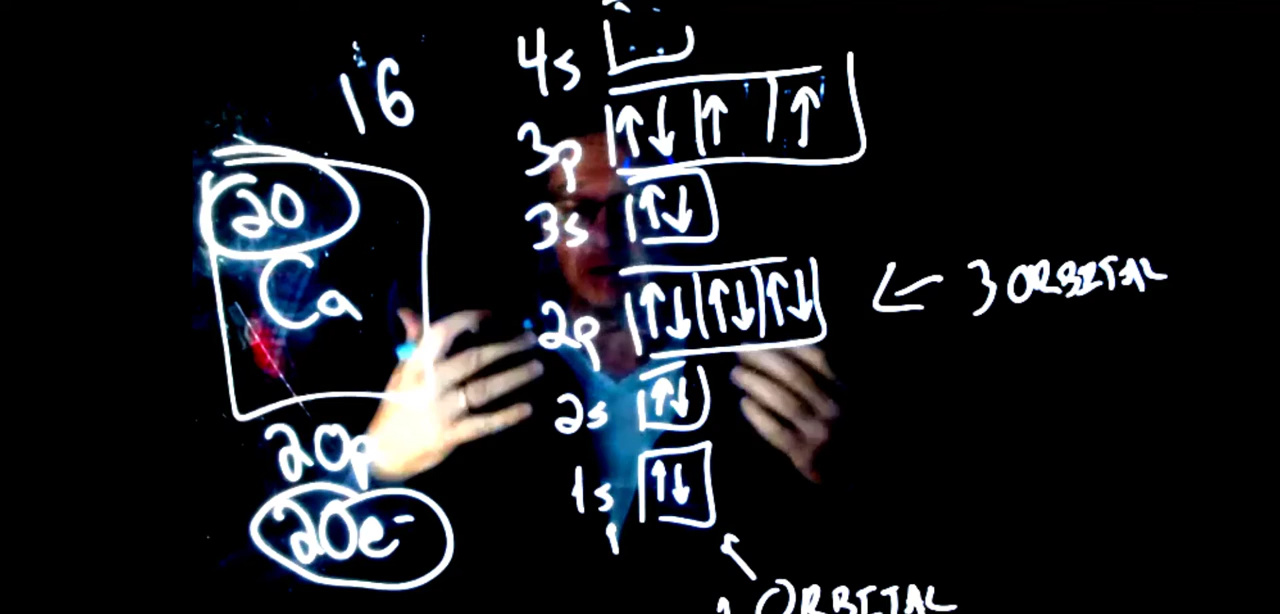 16
20
Ca
20p
20e-
4s
3p ↑↓ ↑ ↑
3s ↑↓
2p ↑↓ ↑↓ ↑↓ ← 3 ORBITAL
2s ↑↓
1s ↑↓
ORBITAL